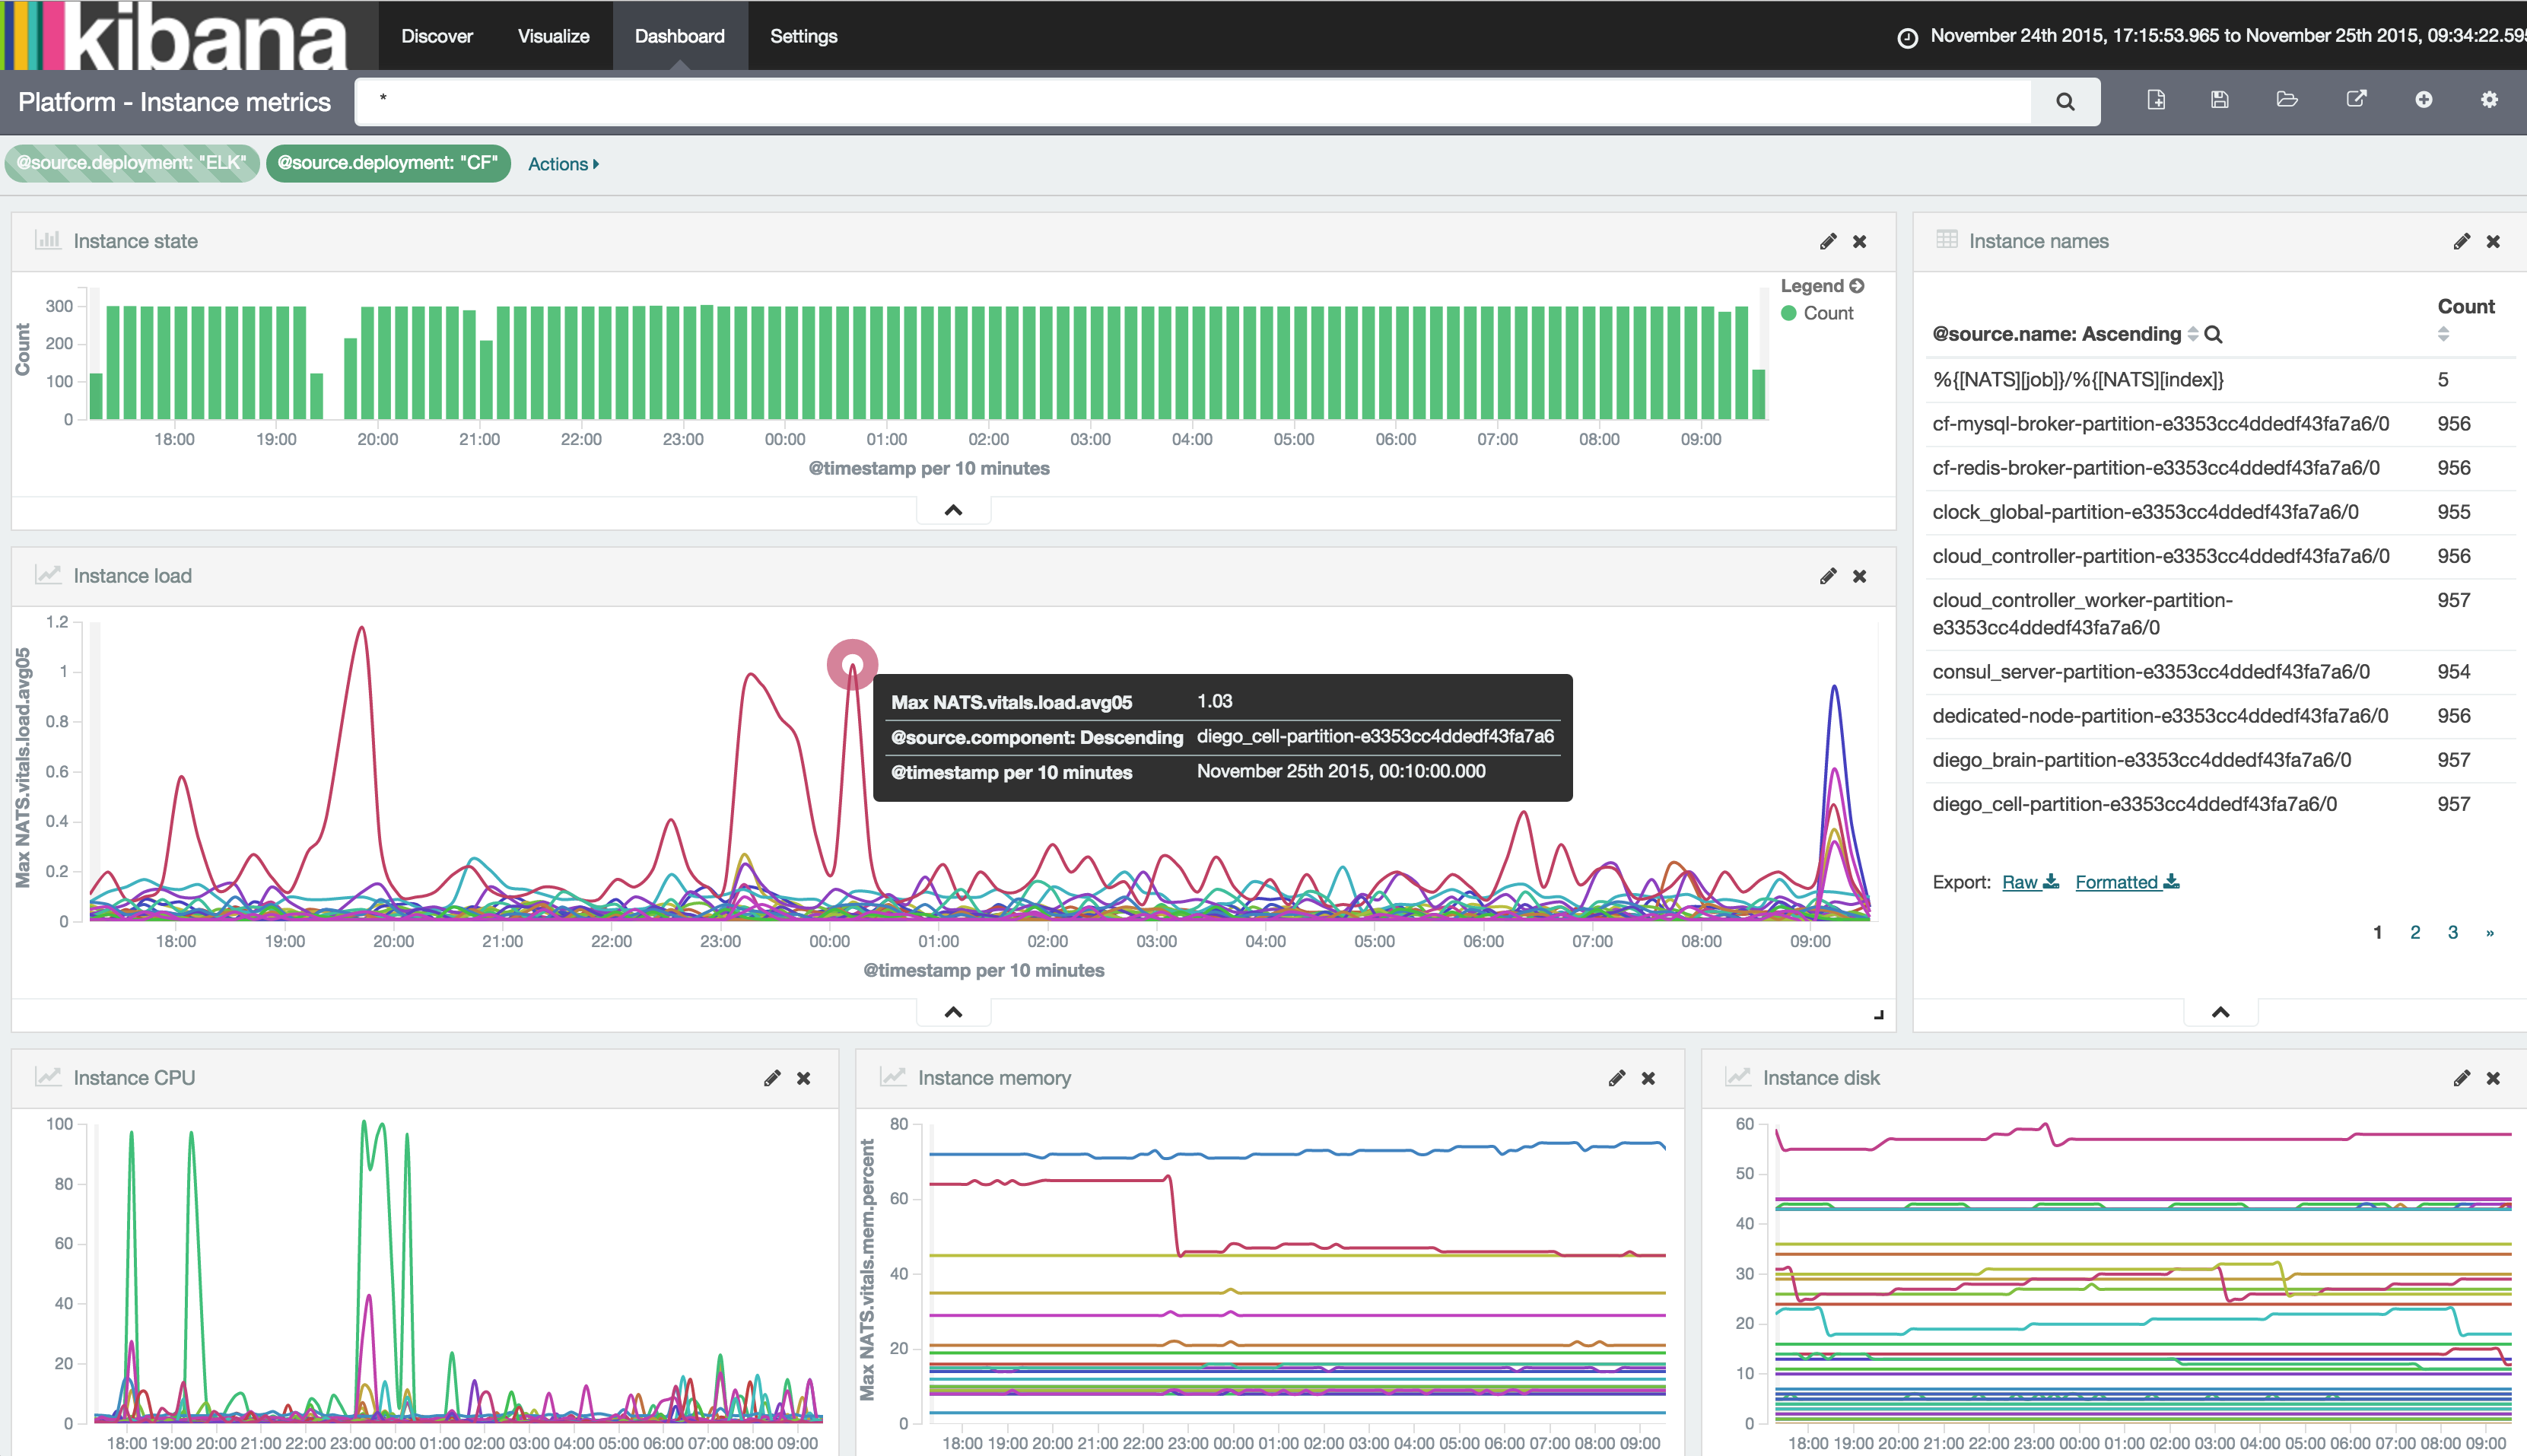 kibana
Discover Visualize Dashboard Settings
November 24th 2015, 17:15:53.965 to November 25th 2015, 09:34:22.595
Platform - Instance metrics
*
@source.deployment: "ELK" @source.deployment: "CF" Actions
Instance state
Count
300
200
100
0
18:00 19:00 20:00 21:00 22:00 23:00 00:00 01:00 02:00 03:00 04:00 05:00 06:00 07:00 08:00 09:00
@timestamp per 10 minutes
Legend
Count
Instance load
Max NATS.vitals.load.avg05
1.2
1
0.8
0.6
0.4
0.2
0
18:00 19:00 20:00 21:00 22:00 23:00 00:00 01:00 02:00 03:00 04:00 05:00 06:00 07:00 08:00 09:00
@timestamp per 10 minutes
Max NATS.vitals.load.avg05 1.03
@source.component: Descending diego_cell-partition-e3353cc4ddedf43fa7a6
@timestamp per 10 minutes November 25th 2015, 00:10:00.000
Instance names
Count
@source.name: Ascending
%{[NATS][job]}/%{[NATS][index]} 5
cf-mysql-broker-partition-e3353cc4ddedf43fa7a6/0 956
cf-redis-broker-partition-e3353cc4ddedf43fa7a6/0 956
clock_global-partition-e3353cc4ddedf43fa7a6/0 955
cloud_controller-partition-e3353cc4ddedf43fa7a6/0 956
cloud_controller_worker-partition- 957
e3353cc4ddedf43fa7a6/0
consul_server-partition-e3353cc4ddedf43fa7a6/0 954
dedicated-node-partition-e3353cc4ddedf43fa7a6/0 956
diego_brain-partition-e3353cc4ddedf43fa7a6/0 957
diego_cell-partition-e3353cc4ddedf43fa7a6/0 957
Export: Raw Formatted
1 2 3 »
Instance CPU
100
80
60
40
20
0
18:00 19:00 20:00 21:00 22:00 23:00 00:00 01:00 02:00 03:00 04:00 05:00 06:00 07:00 08:00 09:00
Instance memory
Max NATS.vitals.mem.percent
80
60
40
20
0
18:00 19:00 20:00 21:00 22:00 23:00 00:00 01:00 02:00 03:00 04:00 05:00 06:00 07:00 08:00 09:00
Instance disk
60
50
40
30
20
10
0
18:00 19:00 20:00 21:00 22:00 23:00 00:00 01:00 02:00 03:00 04:00 05:00 06:00 07:00 08:00 09:00